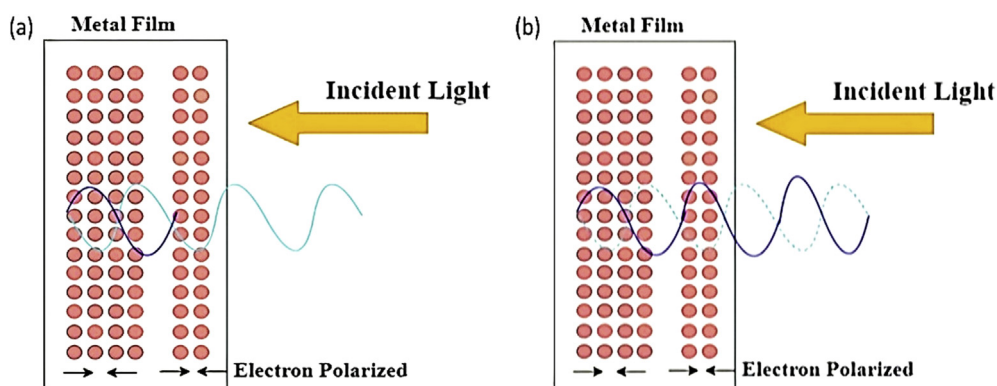 (a)
Metal Film
Incident Light
Electron Polarized
(b)
Metal Film
Incident Light
Electron Polarized